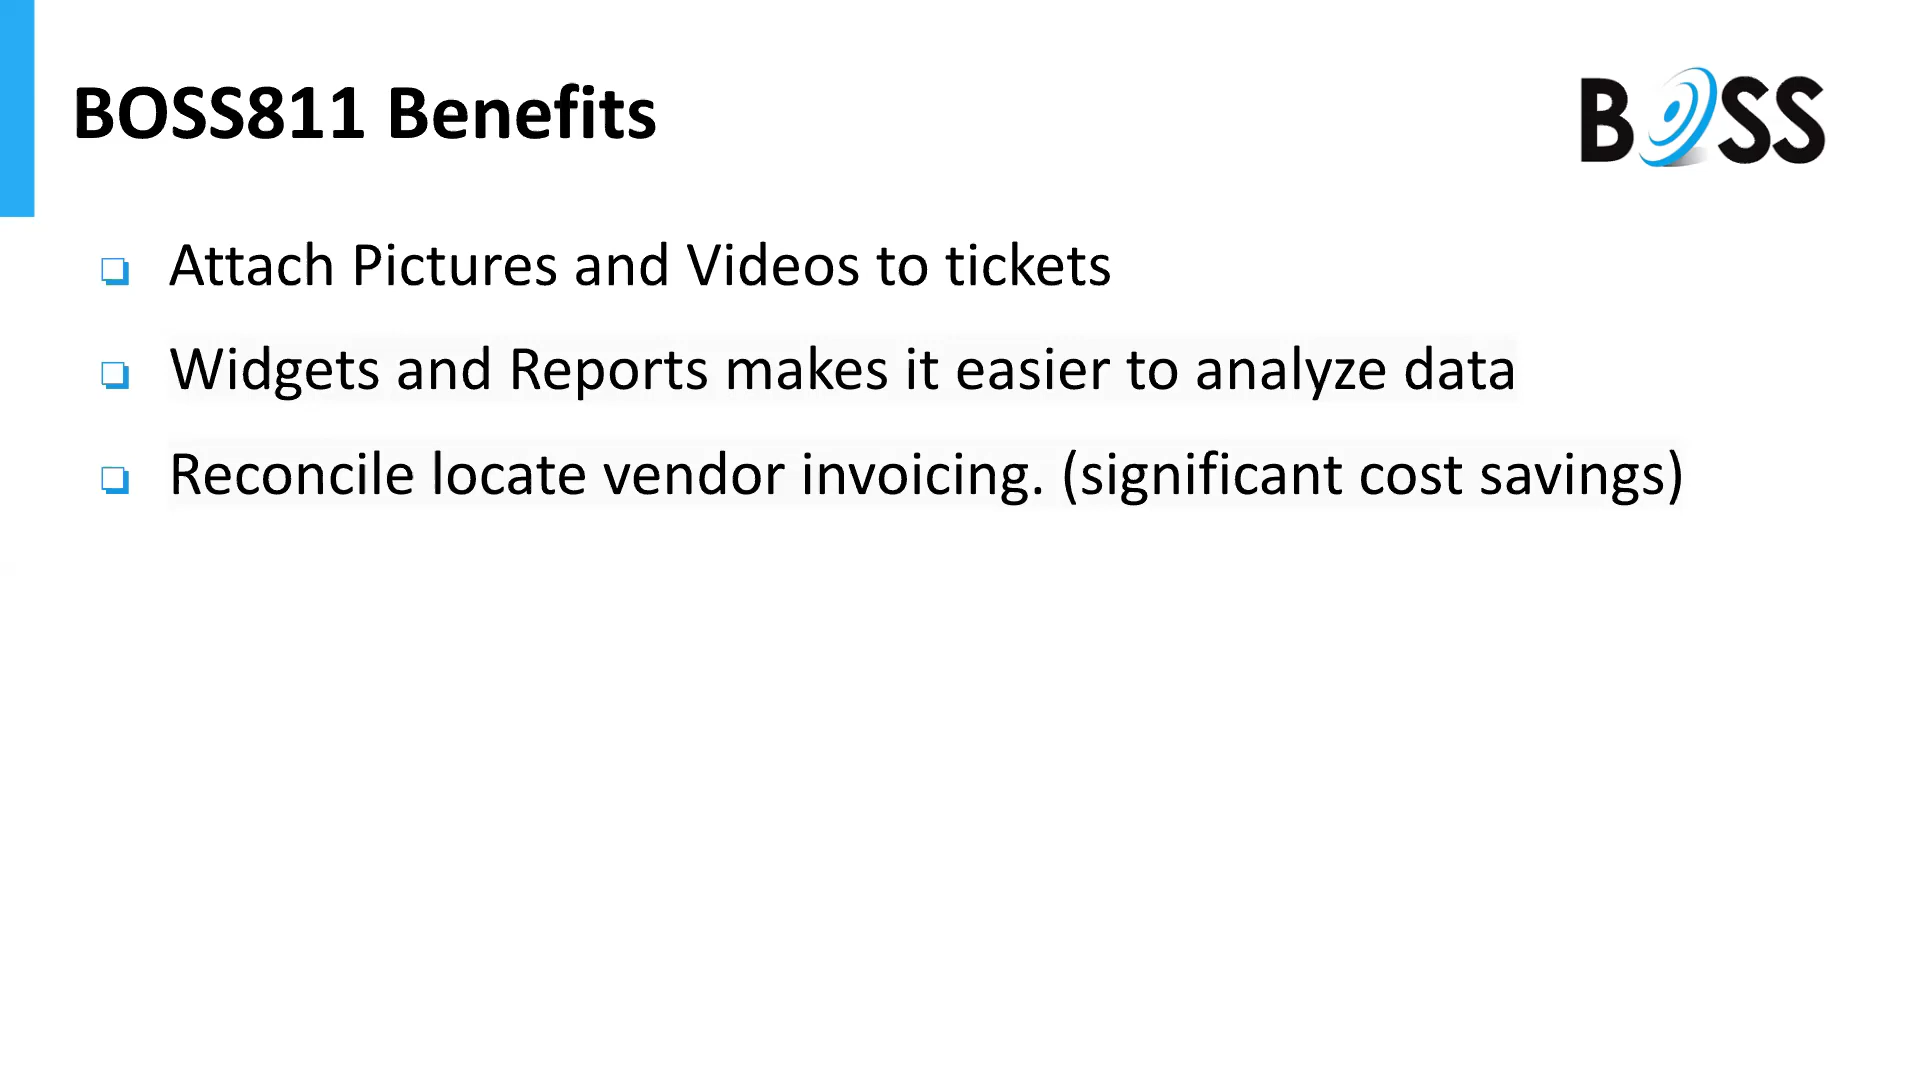 BOSS811 Benefits
BOSS
Attach Pictures and Videos to tickets
Widgets and Reports makes it easier to analyze data
Reconcile locate vendor invoicing. (significant cost savings)